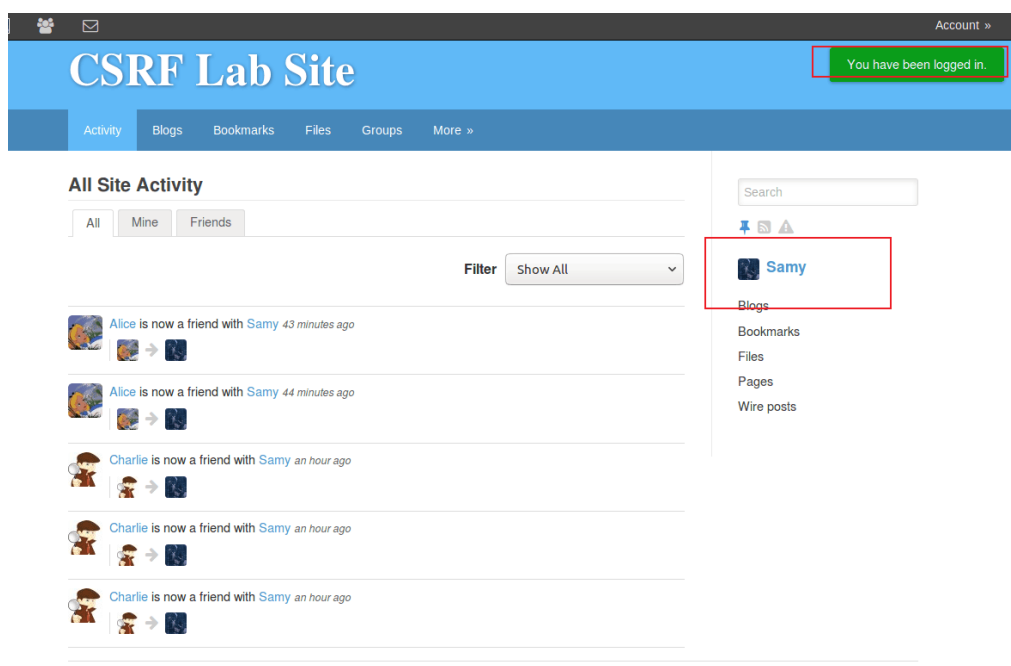 Account »
CSRF Lab Site
You have been logged in.
Activity Blogs Bookmarks Files Groups More »
All Site Activity
Search
All Mine Friends
Filter Show All
Samy
Blogs
Bookmarks
Files
Pages
Wire posts
Alice is now a friend with Samy 43 minutes ago
Alice is now a friend with Samy 44 minutes ago
Charlie is now a friend with Samy an hour ago
Charlie is now a friend with Samy an hour ago
Charlie is now a friend with Samy an hour ago